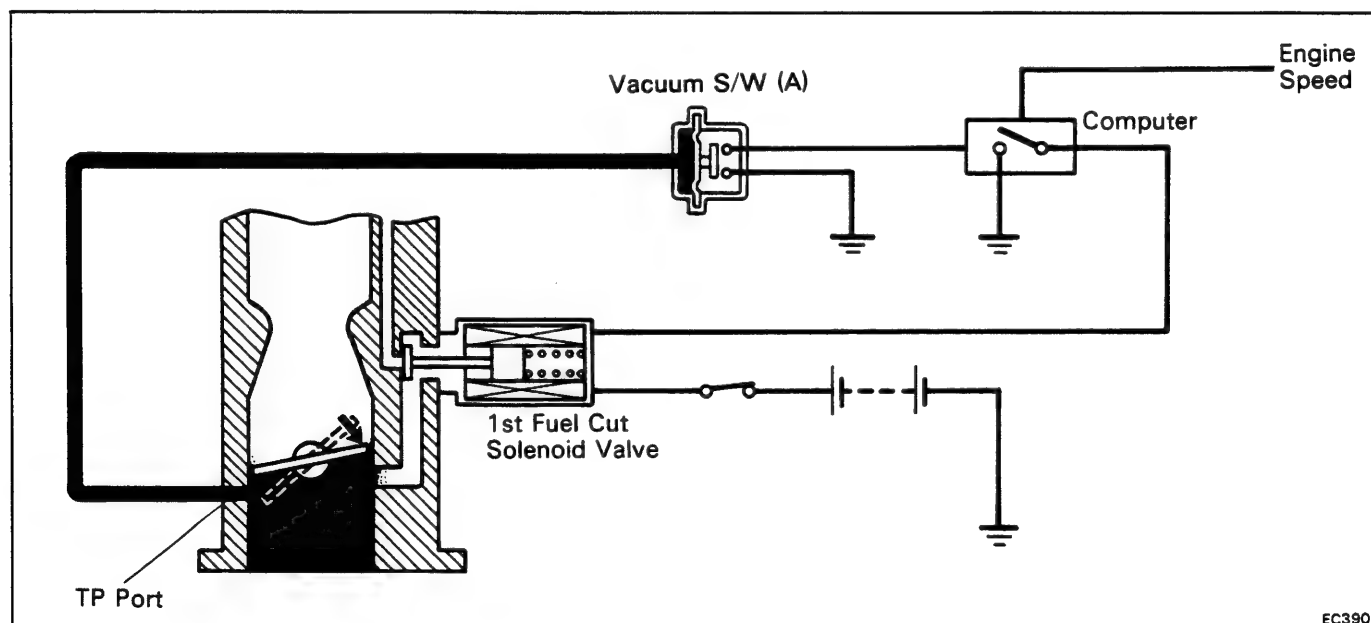 Engine
Speed
Vacuum S/W (A)
Computer
1st Fuel Cut
Solenoid Valve
TP Port
EC390